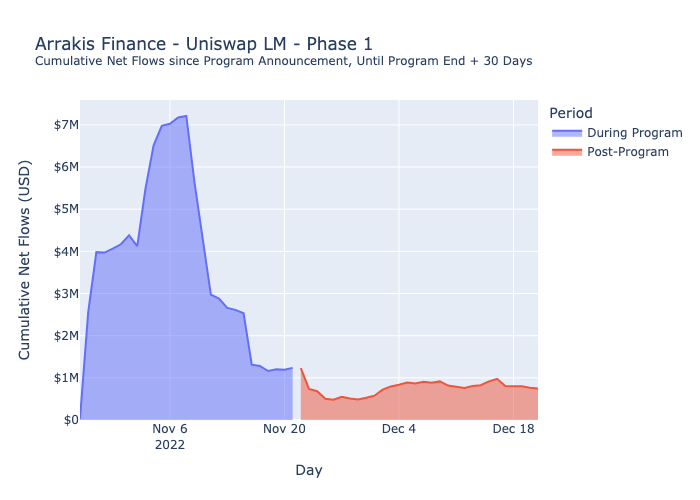 Arrakis Finance - Uniswap LM - Phase 1
Cumulative Net Flows since Program Announcement, Until Program End + 30 Days
Period
During Program
Post-Program
Cumulative Net Flows (USD)
$7M
$6M
$5M
$4M
$3M
$2M
$1M
$0
Nov 6
2022
Nov 20
Dec 4
Dec 18
Day